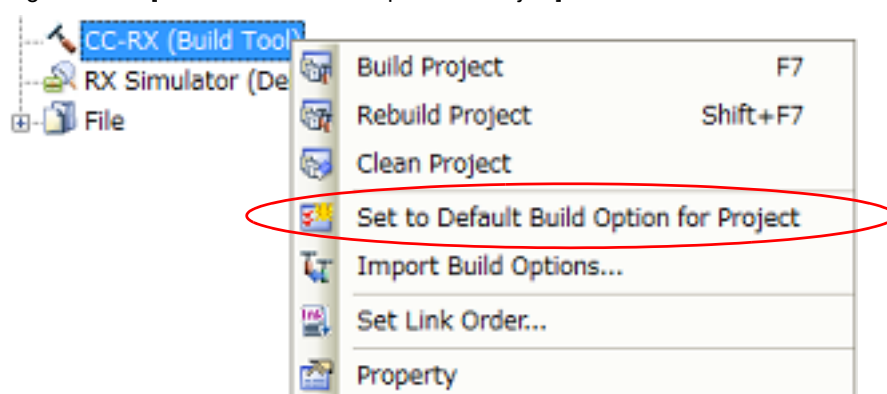 CC-RX (Build Tool)
RX Simulator (De
File
Build Project F7
Rebuild Project Shift+F7
Clean Project
Set to Default Build Option for Project
Import Build Options...
Set Link Order...
Property